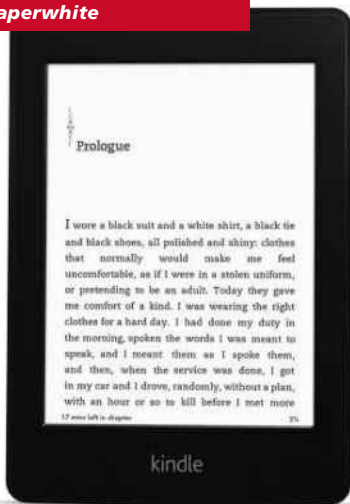 aperwhite
Prologue
I wore a black suit and a white shirt, a black tie
and black shoes, all polished and shiny: clothes
that normally would make me feel
uncomfortable, as if I were in a stolen uniform,
or pretending to be an adult. Today they gave
me comfort of a kind. I was wearing the right
clothes for a hard day. I had done my duty in
the morning, spoken the words I was meant to
speak, and I meant them as I spoke them,
and then, when the service was done, I got
in my car and I drove, randomly, without a plan,
with an hour or so to kill before I met more
17 mins left in chapter
kindle